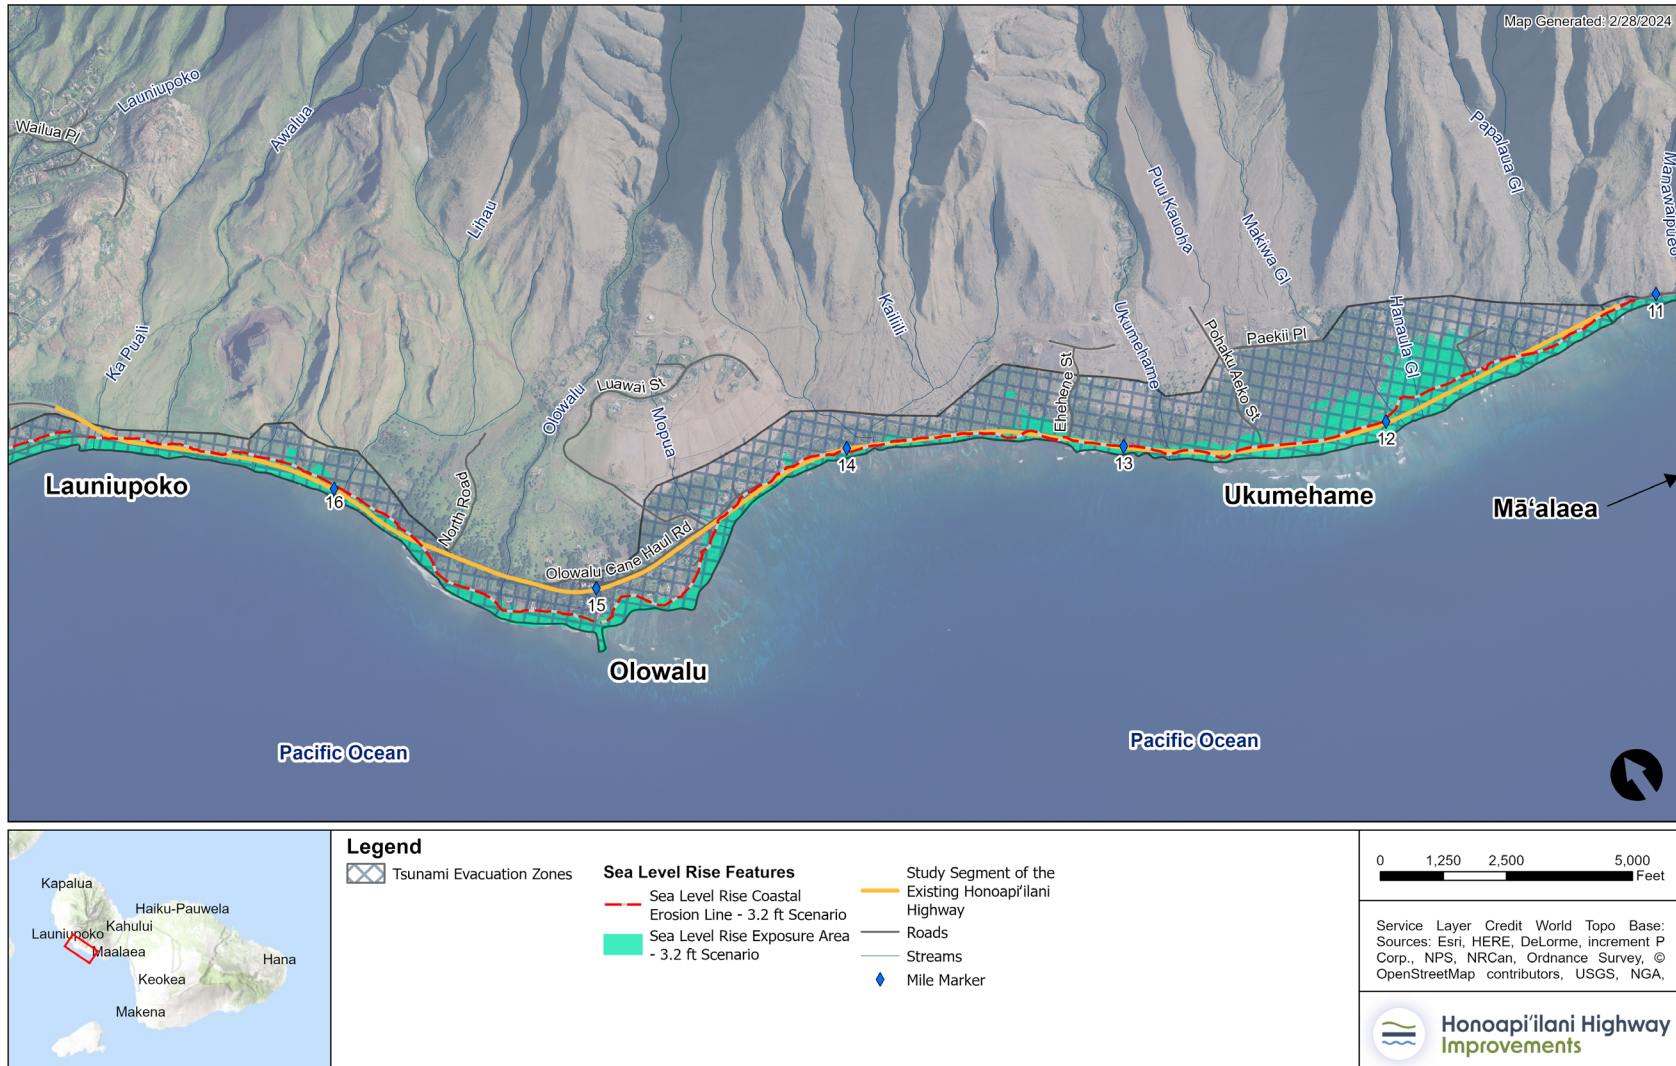 Map Generated: 2/28/2024
Launiupoko
Wailua Pl
Awalua
Lihau
Ka Puali
Olowalu
Luawai St
Mopua
North Road
Olowalu Cane Haul Rd
Kailiili
Ehehene St
Ukumehame
Puu Kauoha
Makiwa Gl
Pohaku Aeko St
Paekii Pl
Hanaula Gl
Papalaua Gl
Manawaipueo
11
12
13
14
15
16
Launiupoko
Olowalu
Ukumehame
Māʻalaea
Pacific Ocean
Pacific Ocean
Kapalua
Haiku-Pauwela
Kahului
Launiupoko
Maalaea
Hana
Keokea
Makena
Legend
Tsunami Evacuation Zones
Sea Level Rise Features
Sea Level Rise Coastal
Erosion Line - 3.2 ft Scenario
Sea Level Rise Exposure Area
- 3.2 ft Scenario
Study Segment of the
Existing Honoapiʻilani
Highway
Roads
Streams
Mile Marker
0 1,250 2,500 5,000
Feet
Service Layer Credit World Topo Base:
Sources: Esri, HERE, DeLorme, increment P
Corp., NPS, NRCan, Ordnance Survey, ©
OpenStreetMap contributors, USGS, NGA,
Honoapiʻilani Highway
Improvements